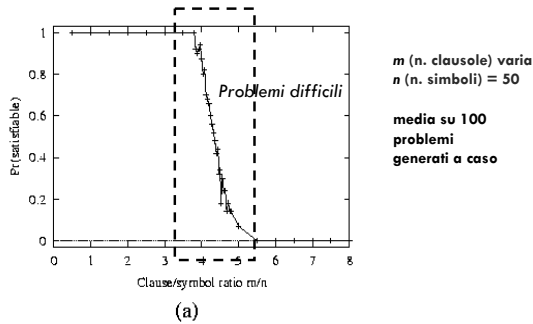 1
0.8
0.6
0.4
0.2
0
Pr(satisfiable)
Problemi difficili
0 1 2 3 4 5 6 7 8
Clause/symbol ratio m/n
(a)
m (n. clausole) varia
n (n. simboli) = 50
media su 100
problemi
generati a caso